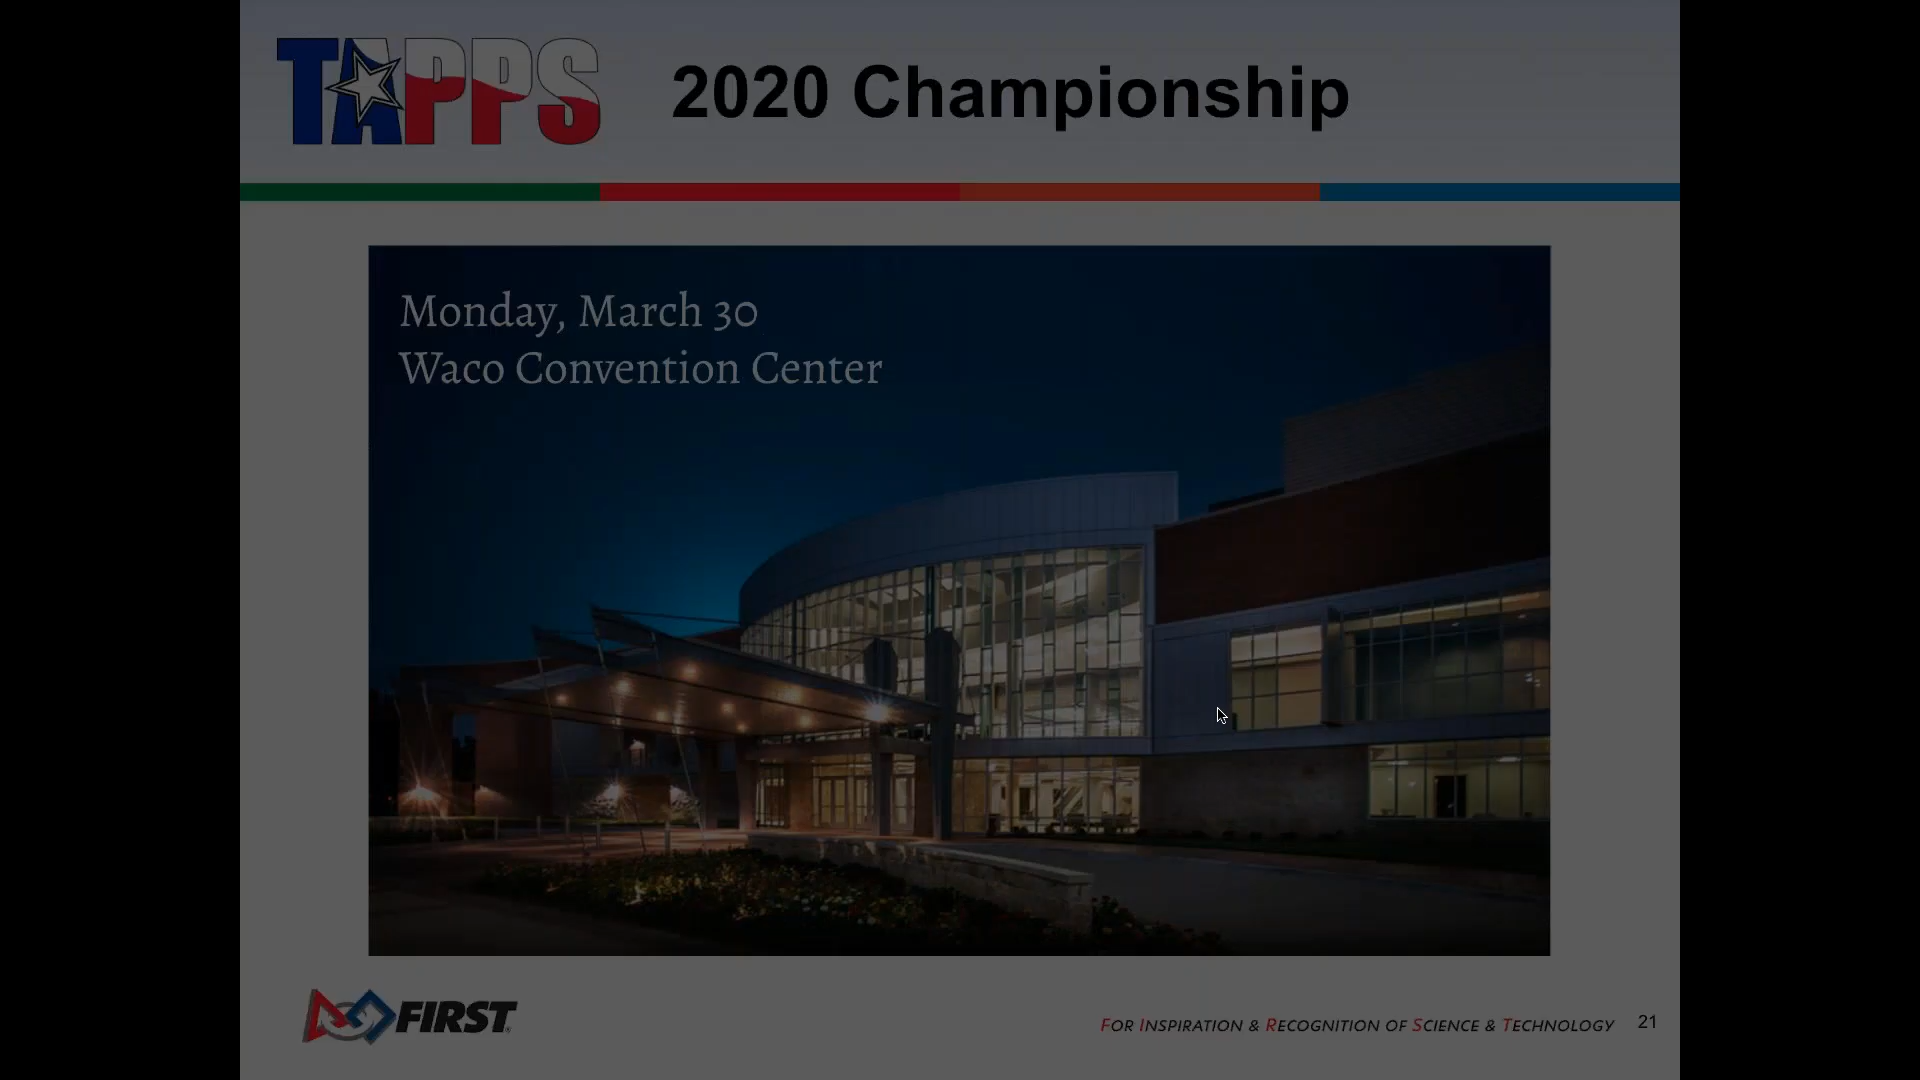 TAPPS
2020 Championship
Monday, March 30
Waco Convention Center
FIRST
FOR INSPIRATION & RECOGNITION OF SCIENCE & TECHNOLOGY
21